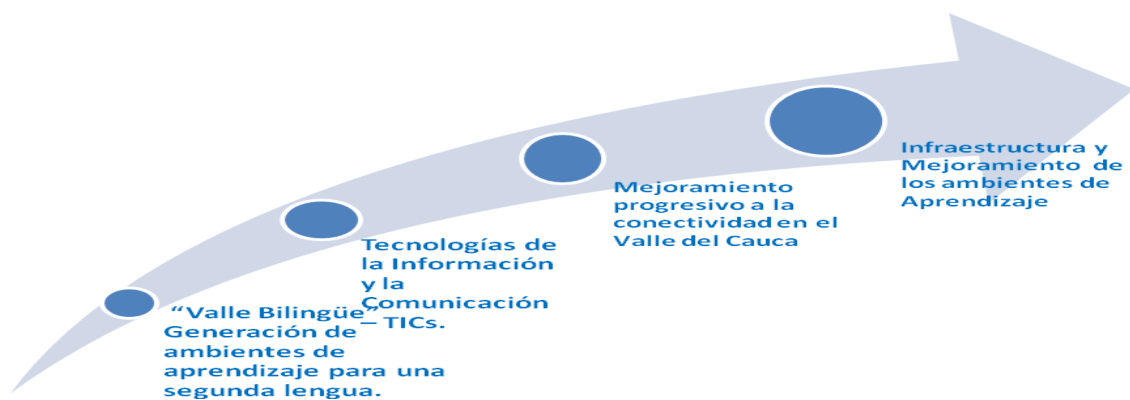 “Valle Bilingüe”
Generación de
ambientes de
aprendizaje para una
segunda lengua.
Tecnologías de
la Información
y la
Comunicación
– TICs.
Mejoramiento
progresivo a la
conectividad en el
Valle del Cauca
Infraestructura y
Mejoramiento de
los ambientes de
Aprendizaje